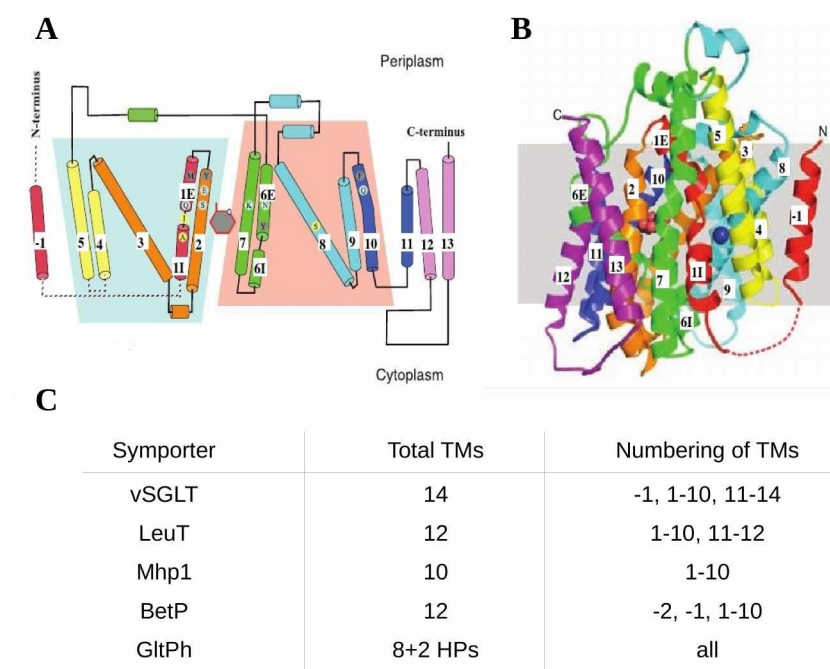 A
Periplasm
N-terminus
C-terminus
1E
M
Q
I
A
Y
E
S
K
6E
N
Y
S
F
Q
-1
5
4
3
1I
2
7
6I
8
9
10
11
12
13
Cytoplasm
B
C
N
1E
5
3
8
6E
2
10
-1
4
11
12
13
7
1I
9
6I
C
Symporter Total TMs Numbering of TMs
vSGLT 14 -1, 1-10, 11-14
LeuT 12 1-10, 11-12
Mhp1 10 1-10
BetP 12 -2, -1, 1-10
GltPh 8+2 HPs all